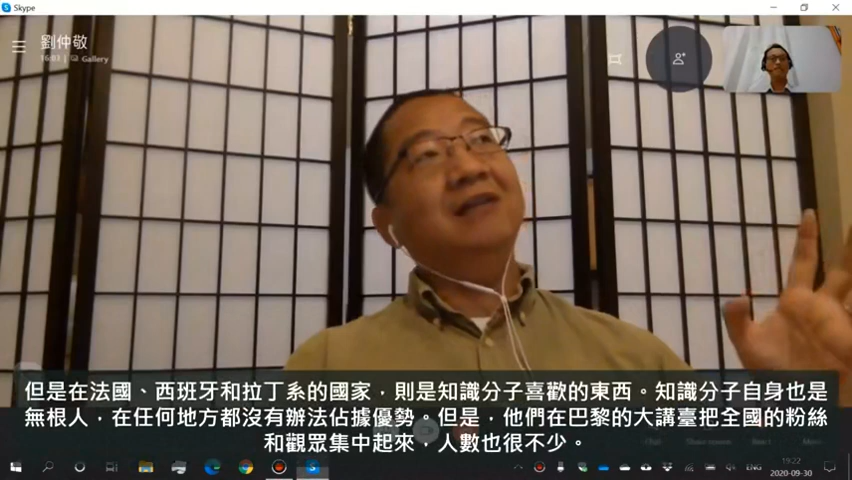 Skype
劉仲敬
16:03 | Gallery
但是在法國、西班牙和拉丁系的國家，則是知識分子喜歡的東西。知識分子自身也是
無根人，在任何地方都沒有辦法佔據優勢。但是，他們在巴黎的大講臺把全國的粉絲
和觀眾集中起來，人數也很不少。
Chat
React
More
ENG
19:22
2020-09-30